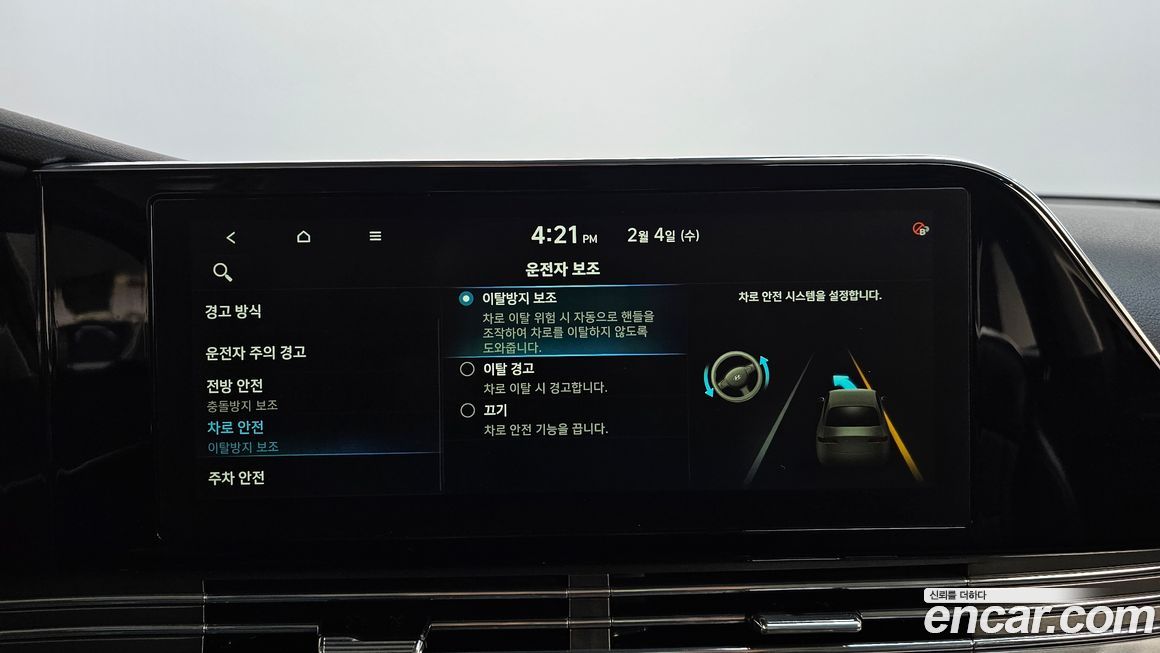 4:21 PM 2월 4일 (수)
운전자 보조
경고 방식
운전자 주의 경고
전방 안전
충돌방지 보조
차로 안전
이탈방지 보조
주차 안전
이탈방지 보조
차로 이탈 위험 시 자동으로 핸들을
조작하여 차로를 이탈하지 않도록
도와줍니다.
이탈 경고
차로 이탈 시 경고합니다.
끄기
차로 안전 기능을 끕니다.
차로 안전 시스템을 설정합니다.
신뢰를 더하다
encar.com